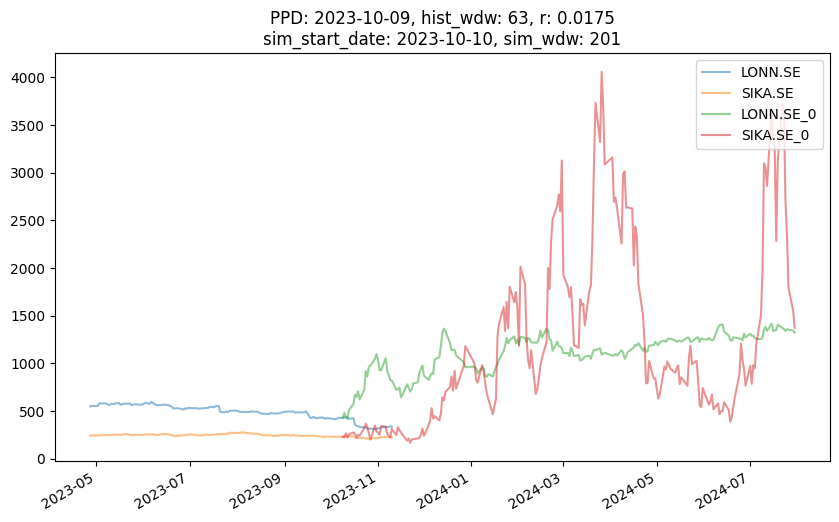 PPD: 2023-10-09, hist_wdw: 63, r: 0.0175
sim_start_date: 2023-10-10, sim_wdw: 201
LONN.SE
SIKA.SE
LONN.SE_0
SIKA.SE_0
4000
3500
3000
2500
2000
1500
1000
500
0
2023-05
2023-07
2023-09
2023-11
2024-01
2024-03
2024-05
2024-07